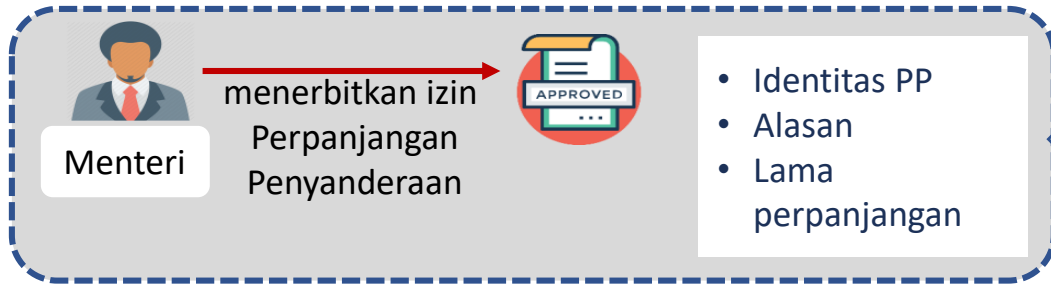 Menteri
menerbitkan izin
Perpanjangan
Penyanderaan
APPROVED
• Identitas PP
• Alasan
• Lama
perpanjangan